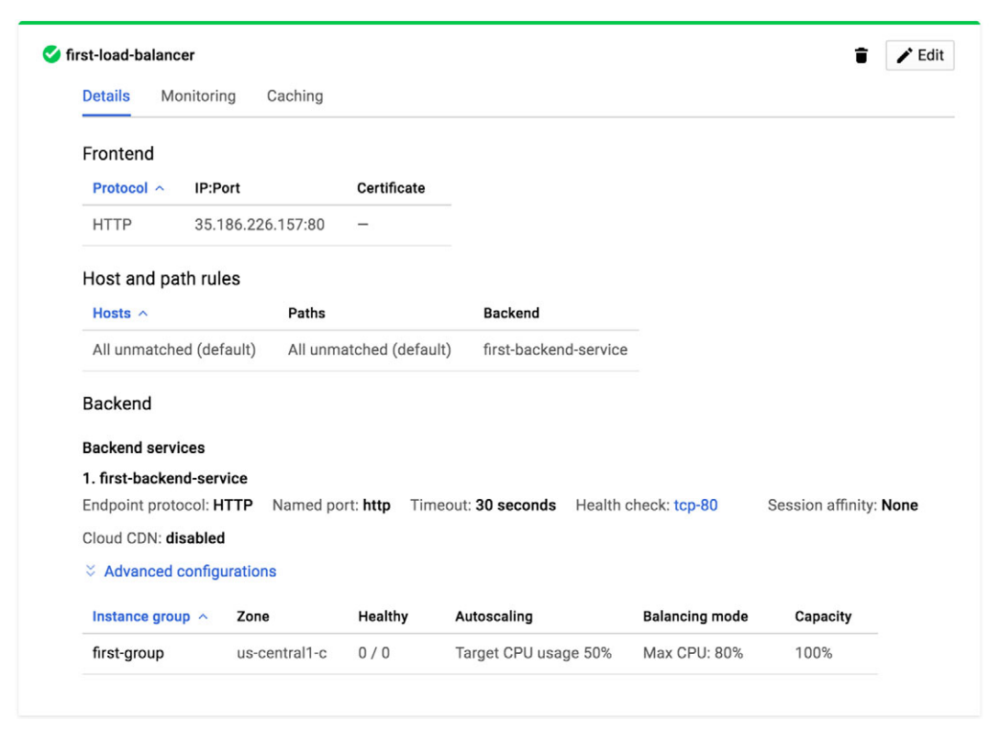 first-load-balancer Edit
Details Monitoring Caching
Frontend
Protocol IP:Port Certificate
HTTP 35.186.226.157:80 —
Host and path rules
Hosts Paths Backend
All unmatched (default) All unmatched (default) first-backend-service
Backend
Backend services
1. first-backend-service
Endpoint protocol: HTTP Named port: http Timeout: 30 seconds Health check: tcp-80 Session affinity: None
Cloud CDN: disabled
Advanced configurations
Instance group Zone Healthy Autoscaling Balancing mode Capacity
first-group us-central1-c 0 / 0 Target CPU usage 50% Max CPU: 80% 100%